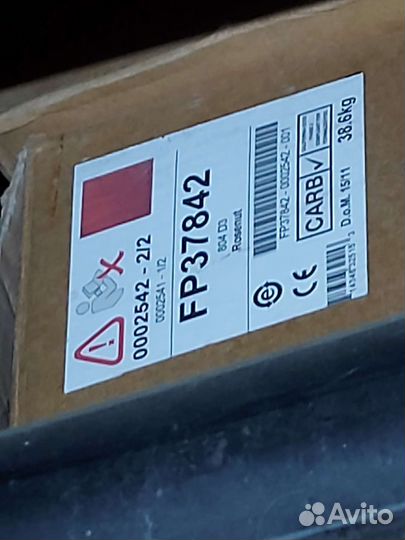 0002542 - 2/2
0002541 - 1/2
FP37842
804 D3
Rosenut
FP37842 - 0002542 - 001
CARB √
D.o.M. 15/11
38.6kg
CE
Avito